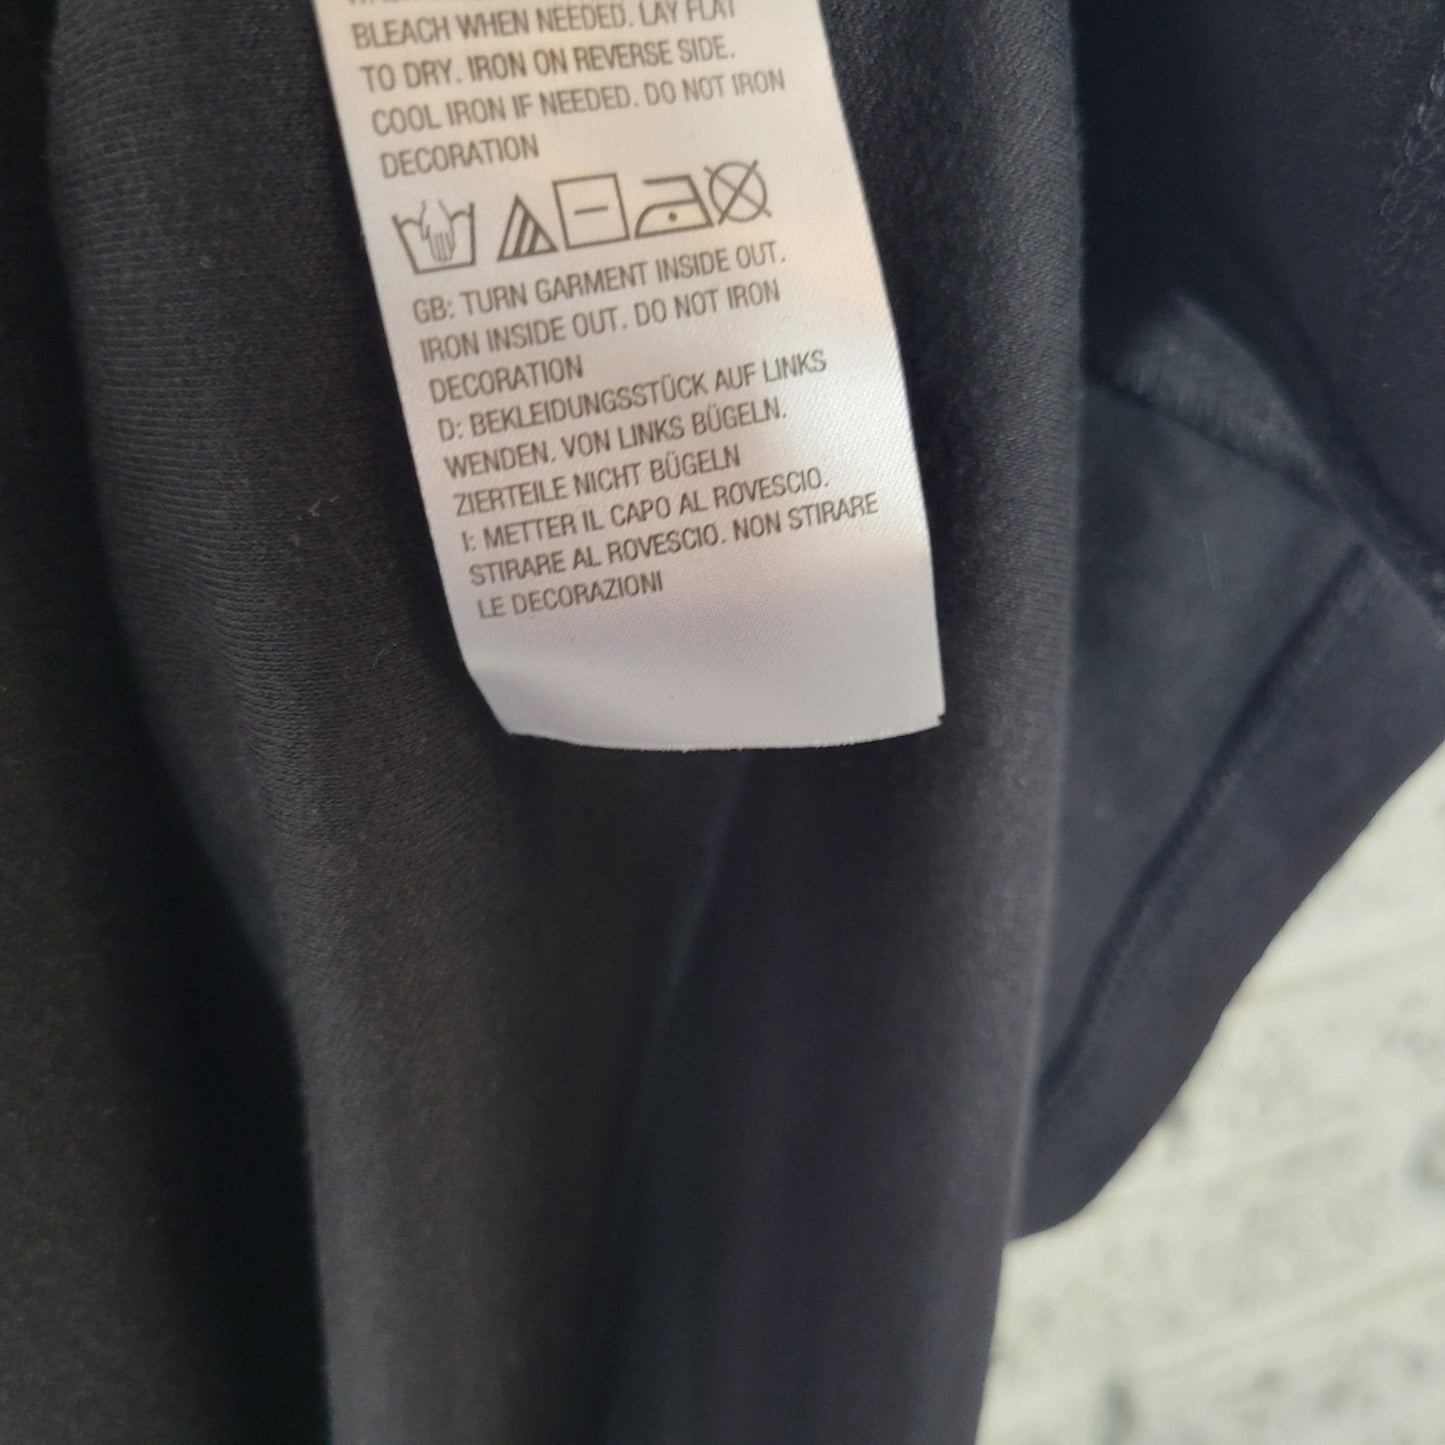 BLEACH WHEN NEEDED. LAY FLAT
TO DRY. IRON ON REVERSE SIDE.
COOL IRON IF NEEDED. DO NOT IRON
DECORATION
GB: TURN GARMENT INSIDE OUT.
IRON INSIDE OUT. DO NOT IRON
DECORATION
D: BEKLEIDUNGSSTÜCK AUF LINKS
WENDEN. VON LINKS BÜGELN.
ZIERTEILE NICHT BÜGELN
I: METTER IL CAPO AL ROVESCIO.
STIRARE AL ROVESCIO. NON STIRARE
LE DECORAZIONI